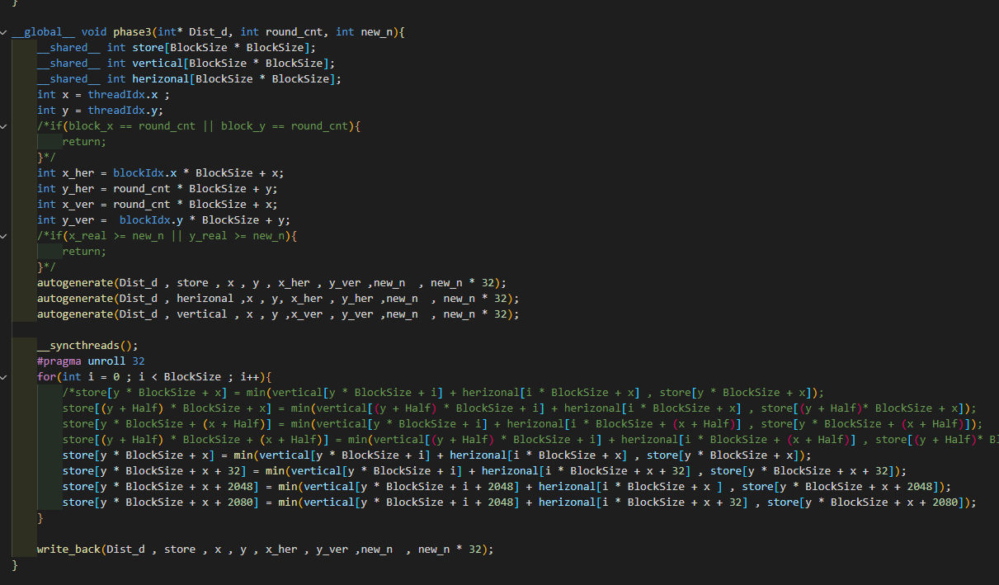 }
__global__ void phase3(int* Dist_d, int round_cnt, int new_n){
    __shared__ int store[BlockSize * BlockSize];
    __shared__ int vertical[BlockSize * BlockSize];
    __shared__ int herizonal[BlockSize * BlockSize];
    int x = threadIdx.x ;
    int y = threadIdx.y;
    /*if(block_x == round_cnt || block_y == round_cnt){
        return;
    }*/
    int x_her = blockIdx.x * BlockSize + x;
    int y_her = round_cnt * BlockSize + y;
    int x_ver = round_cnt * BlockSize + x;
    int y_ver =  blockIdx.y * BlockSize + y;
    /*if(x_real >= new_n || y_real >= new_n){
        return;
    }*/
    autogenerate(Dist_d , store , x , y , x_her , y_ver ,new_n  , new_n * 32);
    autogenerate(Dist_d , herizonal ,x , y, x_her , y_her ,new_n  , new_n * 32);
    autogenerate(Dist_d , vertical , x , y ,x_ver , y_ver ,new_n  , new_n * 32);
    __syncthreads();
    #pragma unroll 32
    for(int i = 0 ; i < BlockSize ; i++){
        /*store[y * BlockSize + x] = min(vertical[y * BlockSize + i] + herizonal[i * BlockSize + x] , store[y * BlockSize + x]);
        store[(y + Half) * BlockSize + x] = min(vertical[(y + Half) * BlockSize + i] + herizonal[i * BlockSize + x] , store[(y + Half)* BlockSize + x]);
        store[y * BlockSize + (x + Half)] = min(vertical[y * BlockSize + i] + herizonal[i * BlockSize + (x + Half)] , store[y * BlockSize + (x + Half)]);
        store[(y + Half) * BlockSize + (x + Half)] = min(vertical[(y + Half) * BlockSize + i] + herizonal[i * BlockSize + (x + Half)] , store[(y + Half)*
        store[y * BlockSize + x] = min(vertical[y * BlockSize + i] + herizonal[i * BlockSize + x] , store[y * BlockSize + x]);
        store[y * BlockSize + x + 32] = min(vertical[y * BlockSize + i] + herizonal[i * BlockSize + x + 32] , store[y * BlockSize + x + 32]);
        store[y * BlockSize + x + 2048] = min(vertical[y * BlockSize + i + 2048] + herizonal[i * BlockSize + x ] , store[y * BlockSize + x + 2048]);
        store[y * BlockSize + x + 2080] = min(vertical[y * BlockSize + i + 2048] + herizonal[i * BlockSize + x + 32] , store[y * BlockSize + x + 2080]);
    }
    write_back(Dist_d , store , x , y , x_her , y_ver ,new_n  , new_n * 32);
}